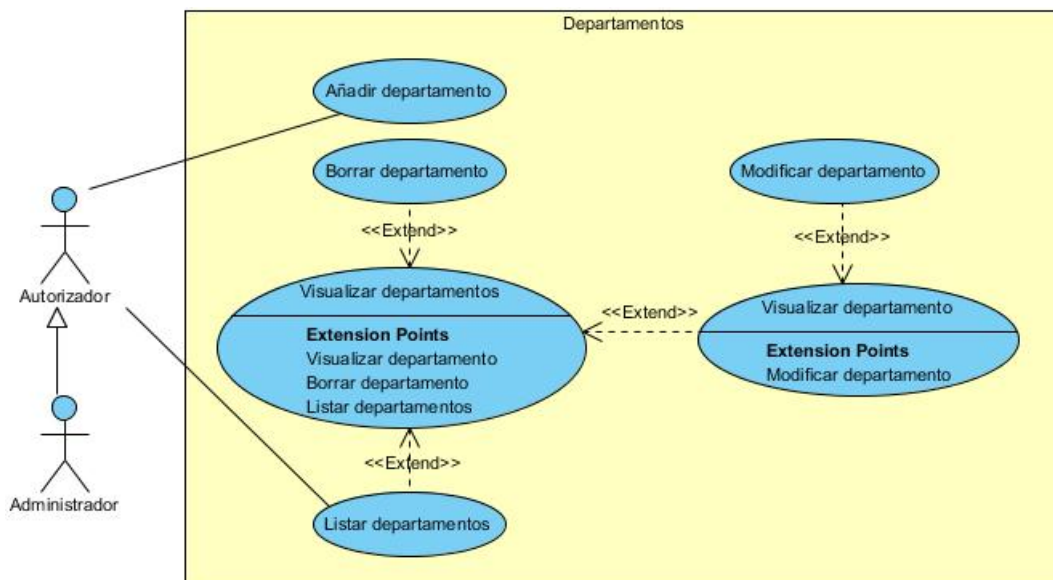 Departamentos
Añadir departamento
Borrar departamento
Modificar departamento
<<Extend>>
<<Extend>>
Autorizador
Visualizar departamentos
Extension Points
Visualizar departamento
Borrar departamento
Listar departamentos
<<Extend>>
Visualizar departamento
Extension Points
Modificar departamento
<<Extend>>
Administrador
Listar departamentos